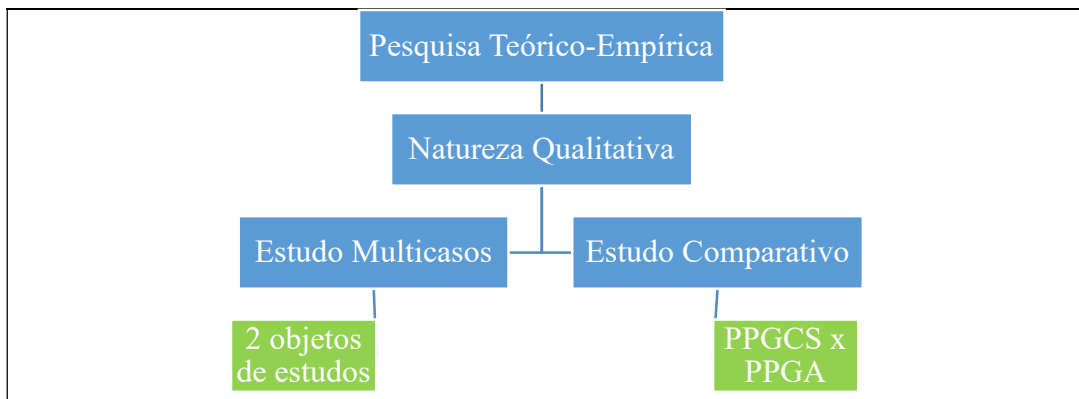 Pesquisa Teórico-Empírica
Natureza Qualitativa
Estudo Multicasos
Estudo Comparativo
2 objetos
de estudos
PPGCS x
PPGA